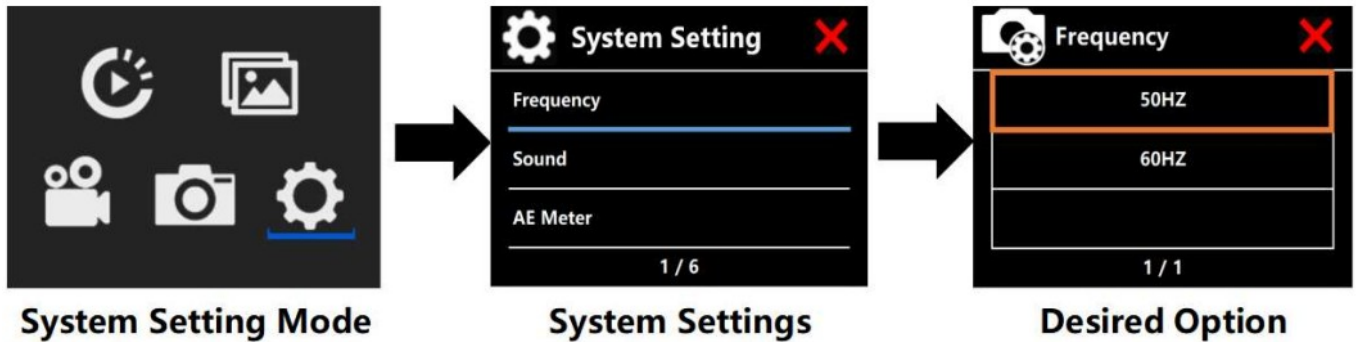 System Setting
Frequency
Sound
AE Meter
1 / 6
Frequency
50HZ
60HZ
1 / 1
System Setting Mode
System Settings
Desired Option